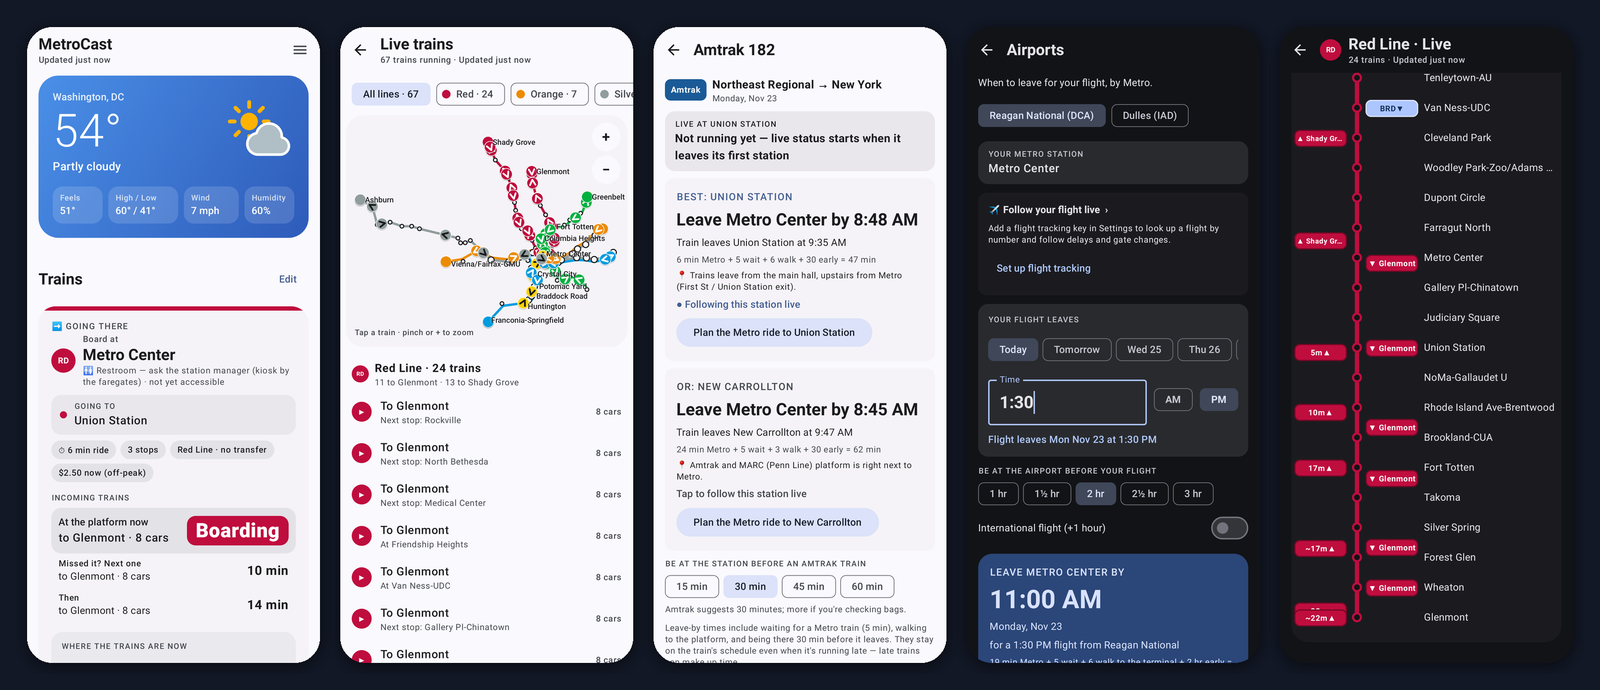 MetroCast
Updated just now
Washington, DC
54°
Partly cloudy
Feels
51°
High / Low
60° / 41°
Wind
7 mph
Humidity
60%
Trains
Edit
GOING THERE
Board at
RD
Metro Center
Restroom — ask the station manager (kiosk by
the faregates) · not yet accessible
GOING TO
Union Station
6 min ride
3 stops
Red Line · no transfer
$2.50 now (off-peak)
INCOMING TRAINS
At the platform now
to Glenmont · 8 cars
Boarding
Missed it? Next one
to Glenmont · 8 cars
10 min
Then
to Glenmont · 8 cars
14 min
WHERE THE TRAINS ARE NOW
Live trains
67 trains running · Updated just now
All lines · 67
Red · 24
Orange · 7
Silve
+
−
Shady Grove
Glenmont
Greenbelt
Ashburn
Fort Totten
Columbia Heights
Metro Center
Vienna/Fairfax-GMU
Crystal City
Potomac Yard
Braddock Road
Huntington
Franconia-Springfield
Tap a train · pinch or + to zoom
RD
Red Line · 24 trains
11 to Glenmont · 13 to Shady Grove
To Glenmont
Next stop: Rockville
8 cars
To Glenmont
Next stop: North Bethesda
8 cars
To Glenmont
Next stop: Medical Center
8 cars
To Glenmont
At Friendship Heights
8 cars
To Glenmont
At Van Ness-UDC
8 cars
To Glenmont
Next stop: Gallery Pl-Chinatown
8 cars
To Glenmont
8 cars
Amtrak 182
Amtrak
Northeast Regional → New York
Monday, Nov 23
LIVE AT UNION STATION
Not running yet — live status starts when it
leaves its first station
BEST: UNION STATION
Leave Metro Center by 8:48 AM
Train leaves Union Station at 9:35 AM
6 min Metro + 5 wait + 6 walk + 30 early = 47 min
Trains leave from the main hall, upstairs from Metro
(First St / Union Station exit).
● Following this station live
Plan the Metro ride to Union Station
OR: NEW CARROLLTON
Leave Metro Center by 8:45 AM
Train leaves New Carrollton at 9:47 AM
24 min Metro + 5 wait + 3 walk + 30 early = 62 min
Amtrak and MARC (Penn Line) platform is right next to
Metro.
Tap to follow this station live
Plan the Metro ride to New Carrollton
BE AT THE STATION BEFORE AN AMTRAK TRAIN
15 min
30 min
45 min
60 min
Amtrak suggests 30 minutes; more if you're checking bags.
Leave-by times include waiting for a Metro train (5 min), walking
to the platform, and being there 30 min before it leaves. They stay
on the train's schedule even when it's running late — late trains
can make up time.
Airports
When to leave for your flight, by Metro.
Reagan National (DCA)
Dulles (IAD)
YOUR METRO STATION
Metro Center
Follow your flight live ›
Add a flight tracking key in Settings to look up a flight by
number and follow delays and gate changes.
Set up flight tracking
YOUR FLIGHT LEAVES
Today
Tomorrow
Wed 25
Thu 26
Time
1:30
AM
PM
Flight leaves Mon Nov 23 at 1:30 PM
BE AT THE AIRPORT BEFORE YOUR FLIGHT
1 hr
1½ hr
2 hr
2½ hr
3 hr
International flight (+1 hour)
LEAVE METRO CENTER BY
11:00 AM
Monday, Nov 23
for a 1:30 PM flight from Reagan National
19 min Metro + 5 wait + 6 walk to the terminal + 2 hr early =
RD
Red Line · Live
24 trains · Updated just now
Tenleytown-AU
BRD ▼
Van Ness-UDC
▲ Shady Gr...
Cleveland Park
Woodley Park-Zoo/Adams ...
Dupont Circle
Farragut North
▲ Shady Gr...
Metro Center
▼ Glenmont
Gallery Pl-Chinatown
Judiciary Square
5m ▲
▼ Glenmont
Union Station
NoMa-Gallaudet U
10m ▲
Rhode Island Ave-Brentwood
▼ Glenmont
Brookland-CUA
17m ▲
Fort Totten
▼ Glenmont
Takoma
Silver Spring
~17m ▲
▼ Glenmont
Forest Glen
▼ Glenmont
Wheaton
~22m ▲
Glenmont